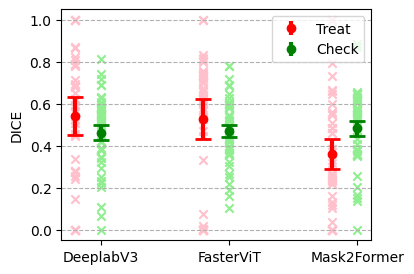 1.0
0.8
0.6
0.4
0.2
0.0
DICE
Treat
Check
DeeplabV3
FasterViT
Mask2Former